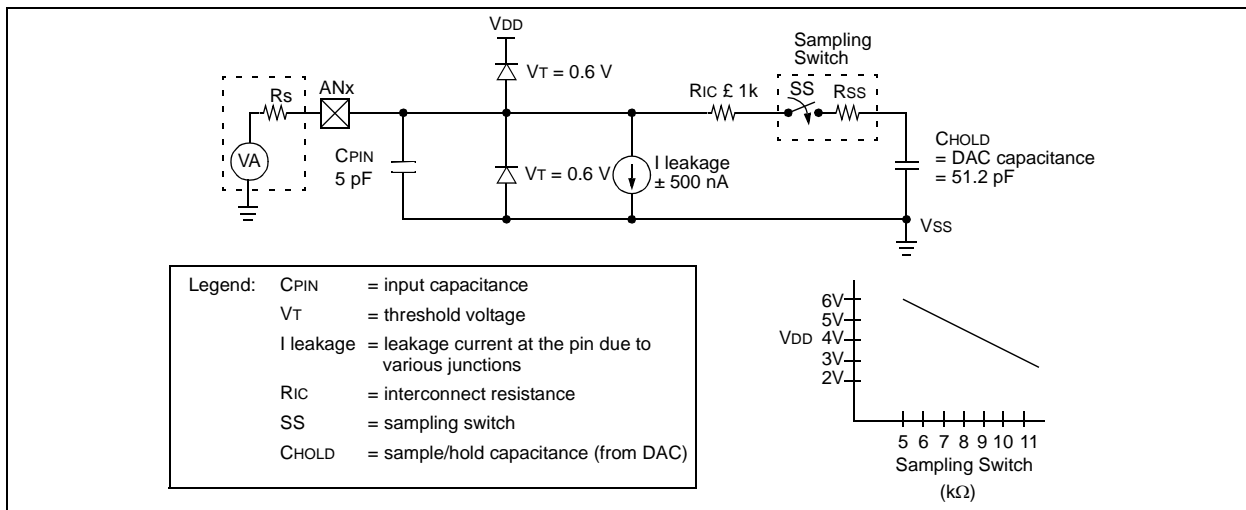 VDD
Sampling
Switch
VT = 0.6 V
ANx
RIC £ 1k
SS
RSS
Rs
CHOLD
= DAC capacitance
= 51.2 pF
VA
CPIN
5 pF
VT = 0.6 V
I leakage
± 500 nA
VSS
Legend: CPIN = input capacitance
VT = threshold voltage
I leakage = leakage current at the pin due to
various junctions
RIC = interconnect resistance
SS = sampling switch
CHOLD = sample/hold capacitance (from DAC)
6V
5V
VDD 4V
3V
2V
5 6 7 8 9 10 11
Sampling Switch
(kΩ)